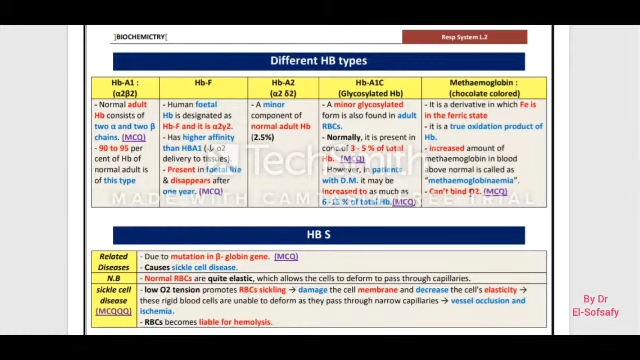 ]BIOCHEMISTRY[
Resp System L.2
Different HB types
Hb-A1 :
(α2β2)
- Normal adult
Hb consists of
two α and two β
chains. (MCQ)
- 90 to 95 per
cent of Hb of
normal adult is
of this type
Hb-F
- Human foetal
Hb is designated as
Hb-F and it is α2γ2.
- Has higher affinity
than HBA1 (↓ o2
delivery to tissues).
- Present in foetal life
& disappears after
one year. (MCQ)
Hb-A2
(α2 δ2)
- A minor
component of
normal adult Hb
(2.5%)
Hb-A1C
(Glycosylated Hb)
- A minor glycosylated
form is also found in adult
RBCs.
- Normally, it is present in
conc of 3 - 5 % of total
Hb. (MCQ)
- However, in patients
with D.M, it may be
increased to as much as
6 -15 % of total Hb.(MCQ)
Methaemoglobin :
(chocolate colored)
- It is a derivative in which Fe is
in the ferric state
- it is a true oxidation product of
Hb.
- increased amount of
methaemoglobin in blood
above normal is called as
"methaemoglobinaemia".
- Can't bind O2. (MCQ)
TechSmith
MADE WITH CAMTASIA FREE TRIAL
HB S
Related
Diseases
- Due to mutation in β- globin gene. (MCQ)
- Causes sickle cell disease.
N.B
- Normal RBCs are quite elastic, which allows the cells to deform to pass through capillaries.
sickle cell
disease
(MCQQQ)
- low O2 tension promotes RBCs sickling → damage the cell membrane and decrease the cell's elasticity →
these rigid blood cells are unable to deform as they pass through narrow capillaries → vessel occlusion and
ischemia.
- RBCs becomes liable for hemolysis.
By Dr
El-Sofsafy